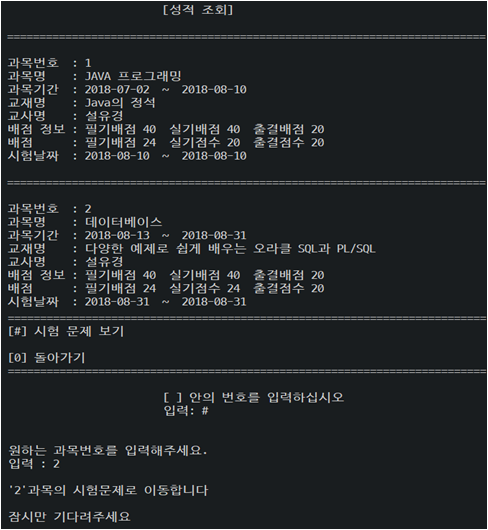 [성적 조회]
================================================================================
과목번호 : 1
과목명 : JAVA 프로그래밍
과목기간 : 2018-07-02 ~ 2018-08-10
교재명 : Java의 정석
교사명 : 설유경
배점 정보 : 필기배점 40 실기배점 40 출결배점 20
배점 : 필기배점 24 실기점수 20 출결점수 20
시험날짜 : 2018-08-10 ~ 2018-08-10
================================================================================
과목번호 : 2
과목명 : 데이터베이스
과목기간 : 2018-08-13 ~ 2018-08-31
교재명 : 다양한 예제로 쉽게 배우는 오라클 SQL과 PL/SQL
교사명 : 설유경
배점 정보 : 필기배점 40 실기배점 40 출결배점 20
배점 : 필기배점 24 실기점수 24 출결점수 20
시험날짜 : 2018-08-31 ~ 2018-08-31
================================================================================
[#] 시험 문제 보기
[0] 돌아가기
================================================================================
[ ] 안의 번호를 입력하십시오
입력: #
원하는 과목번호를 입력해주세요.
입력 : 2
'2'과목의 시험문제로 이동합니다
잠시만 기다려주세요